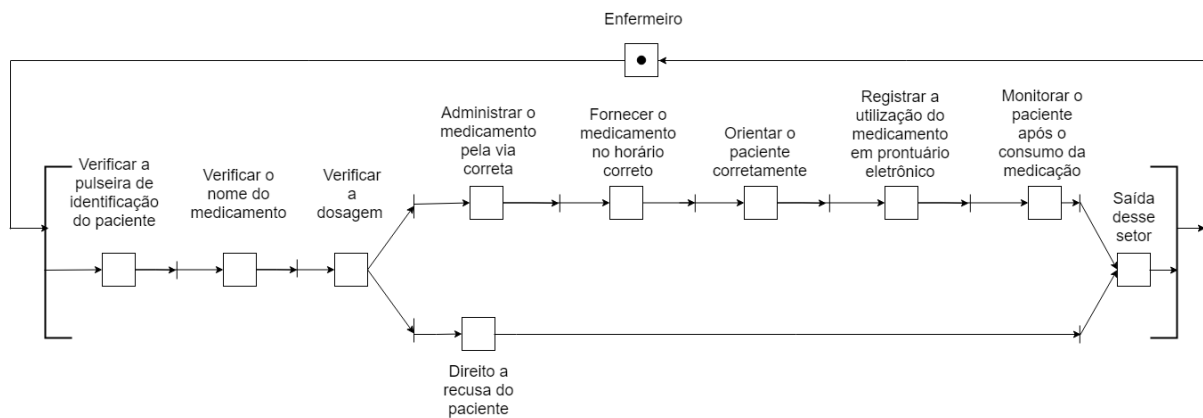 Enfermeiro
Verificar a
pulseira de
identificação
do paciente
Verificar o
nome do
medicamento
Verificar
a
dosagem
Administrar o
medicamento
pela via
correta
Fornecer o
medicamento
no horário
correto
Orientar o
paciente
corretamente
Registrar a
utilização do
medicamento
em prontuário
eletrônico
Monitorar o
paciente
após o
consumo da
medicação
Saída
desse
setor
Direito a
recusa do
paciente